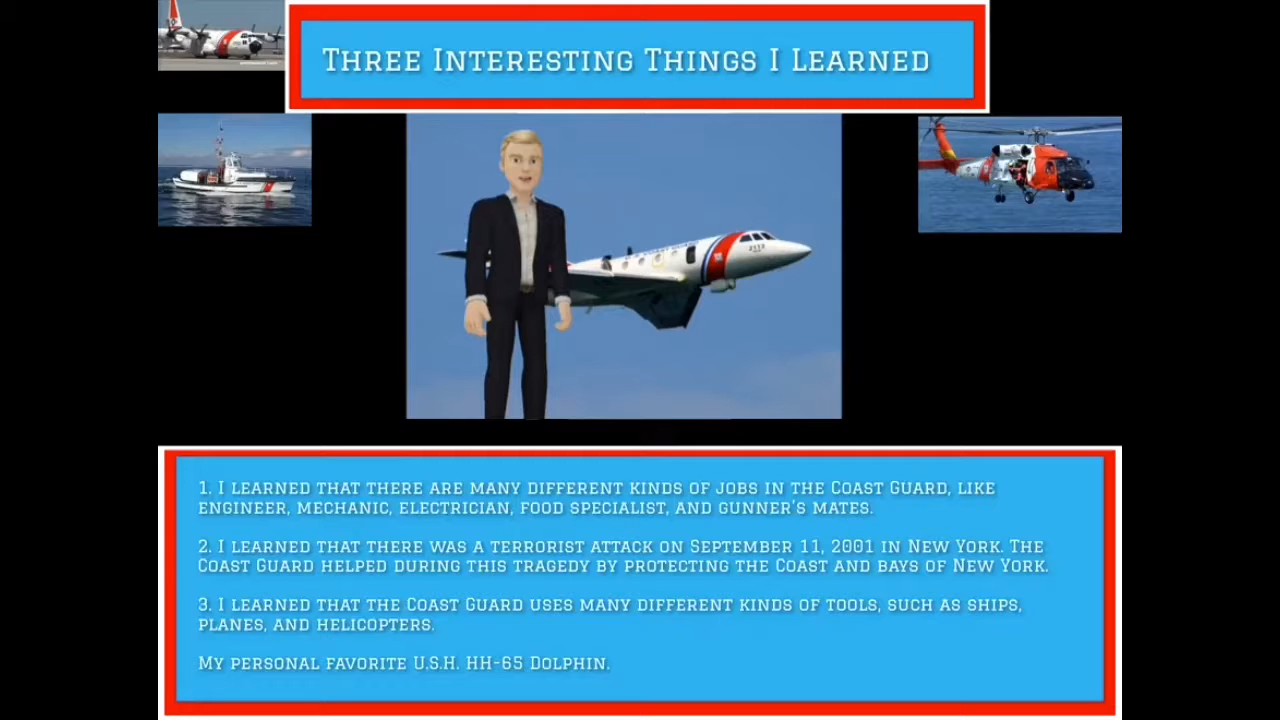 Three Interesting Things I Learned
1. I learned that there are many different kinds of jobs in the Coast Guard, like
engineer, mechanic, electrician, food specialist, and gunner's mates.
2. I learned that there was a terrorist attack on September 11, 2001 in New York. The
Coast Guard helped during this tragedy by protecting the Coast and bays of New York.
3. I learned that the Coast Guard uses many different kinds of tools, such as ships,
planes, and helicopters.
My personal favorite U.S.H. HH-65 Dolphin.